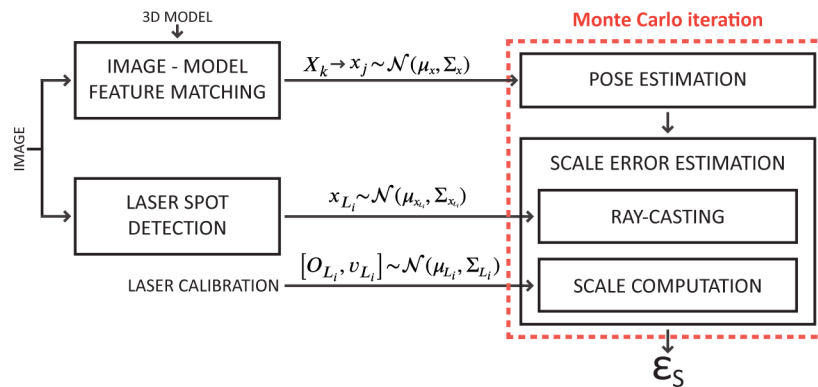 3D MODEL
Monte Carlo iteration
IMAGE - MODEL
FEATURE MATCHING
X_k → x_j ~ 𝒩(μ_x, Σ_x)
POSE ESTIMATION
IMAGE
SCALE ERROR ESTIMATION
LASER SPOT
DETECTION
x_{L_i} ~ 𝒩(μ_{x_{L_i}}, Σ_{x_{L_i}})
RAY-CASTING
LASER CALIBRATION
[O_{L_i}, v_{L_i}] ~ 𝒩(μ_{L_i}, Σ_{L_i})
SCALE COMPUTATION
ε_S